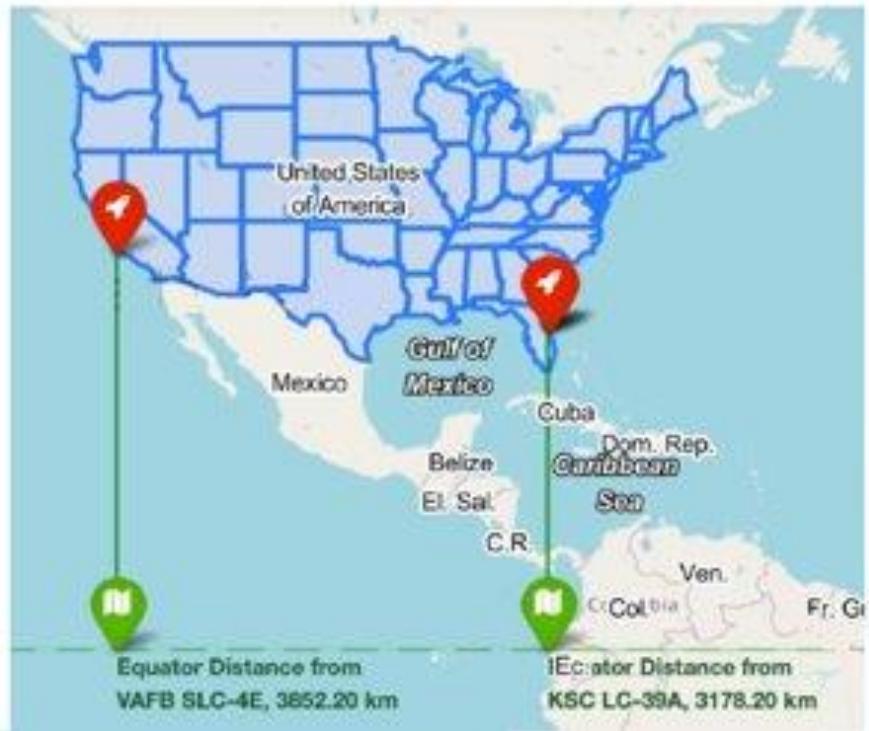 United States
of America
Gulf of
Mexico
Mexico
Cuba
Dom. Rep.
Belize
Caribbean
Sea
El. Sal.
C.R.
Ven.
Col.
Fr. G
Equator Distance from
VAFB SLC-4E, 3852.20 km
ator Distance from
KSC LC-39A, 3178.20 km